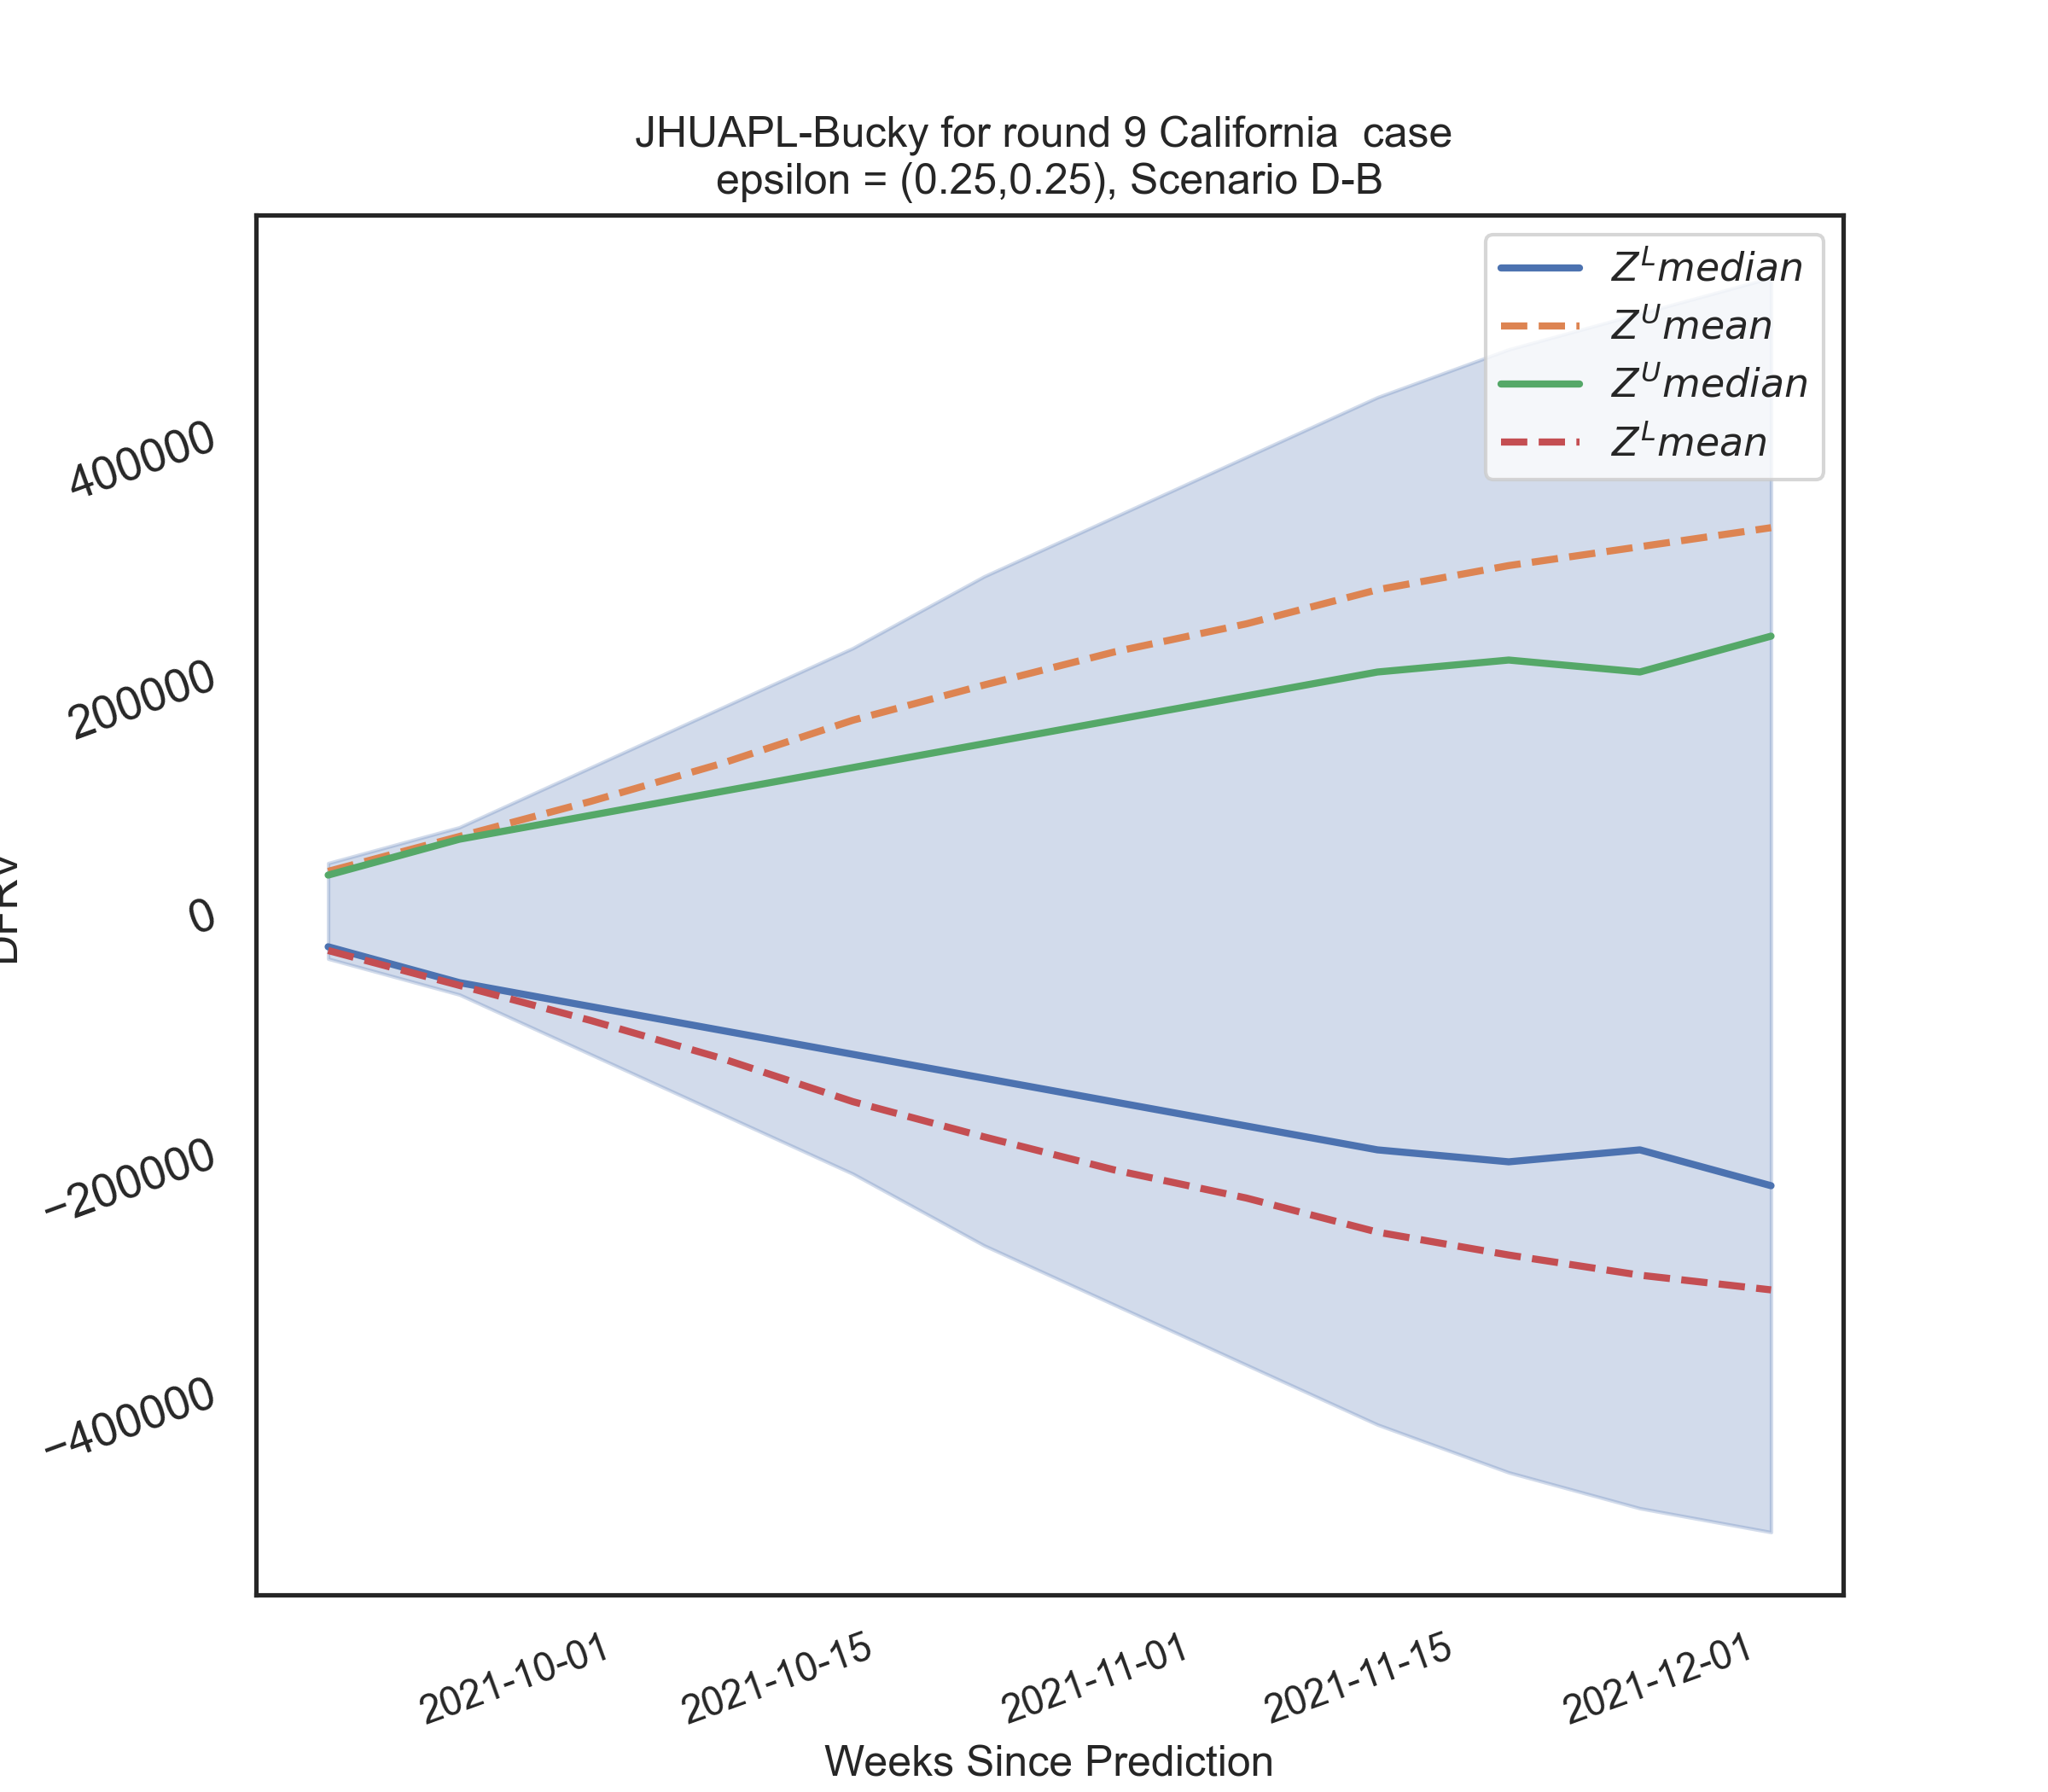 JHUAPL-Bucky for round 9 California  case
epsilon = (0.25,0.25), Scenario D-B
Z^L median
Z^U mean
Z^U median
Z^L mean
400000
200000
0
−200000
−400000
2021-10-01
2021-10-15
2021-11-01
2021-11-15
2021-12-01
Weeks Since Prediction